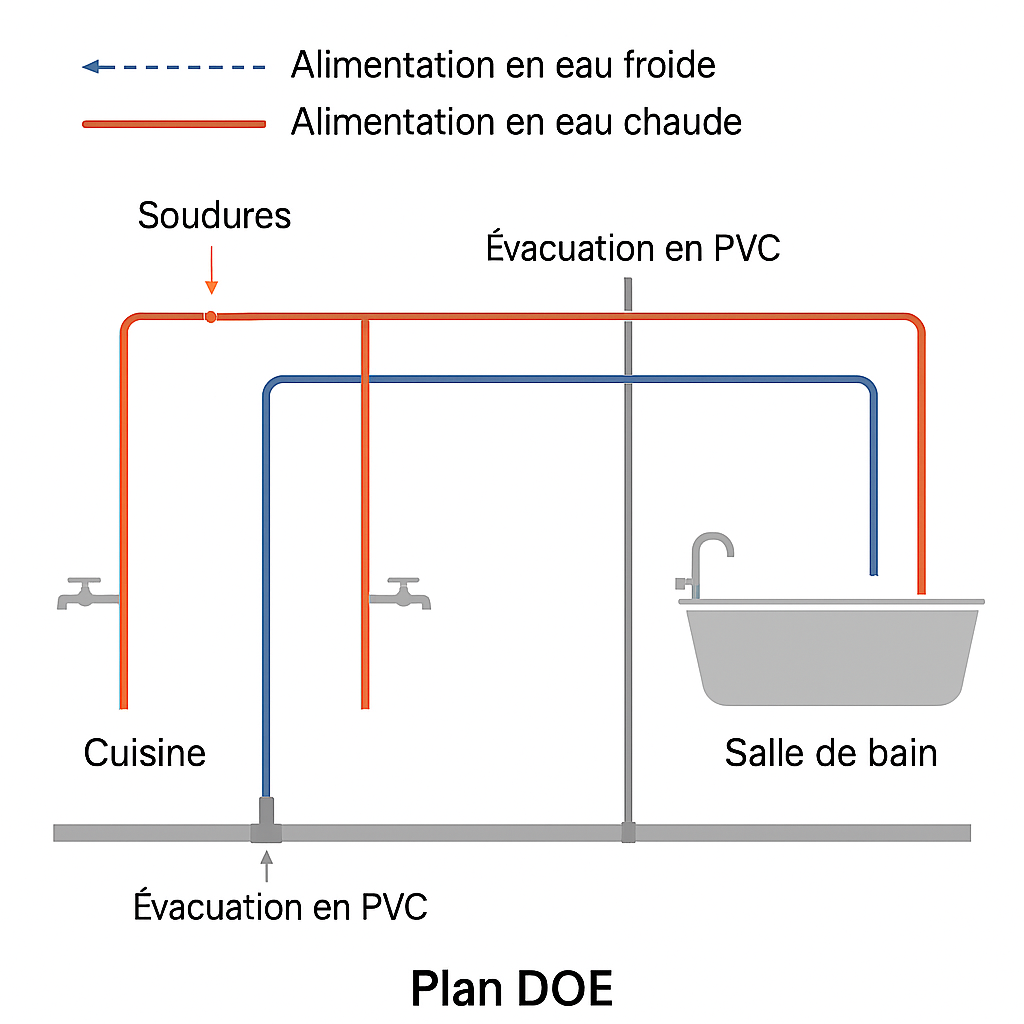 Alimentation en eau froide
Alimentation en eau chaude
Soudures
Évacuation en PVC
Cuisine
Salle de bain
Évacuation en PVC
Plan DOE